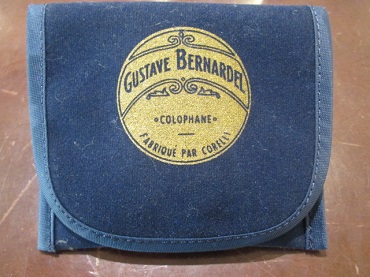 GUSTAVE BERNARDEL
COLOPHANE
FABRIQUÉ PAR CORELLI